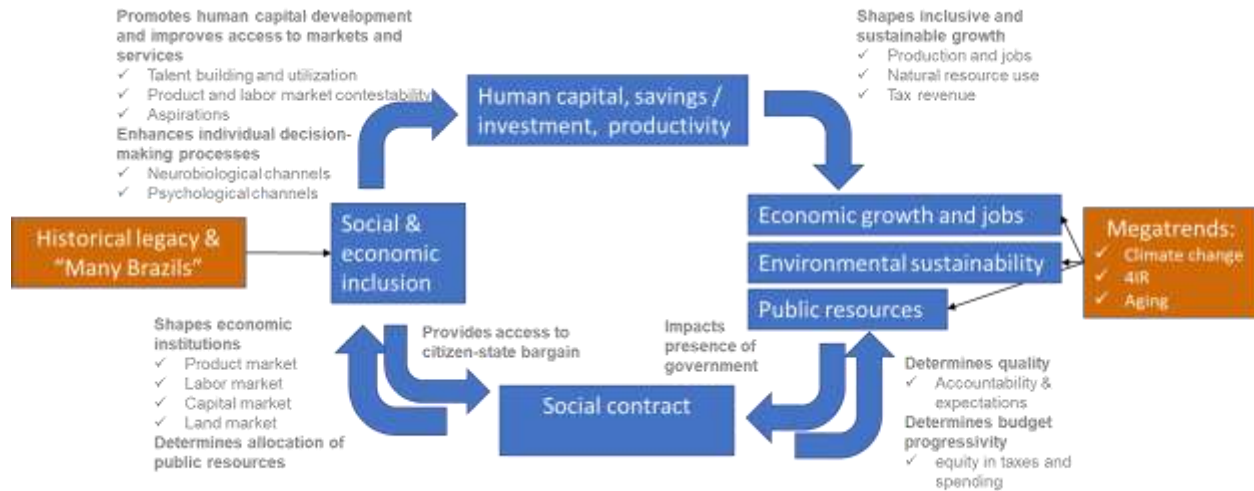 Promotes human capital development
and improves access to markets and
services
✓ Talent building and utilization
✓ Product and labor market contestability
✓ Aspirations
Enhances individual decision-
making processes
✓ Neurobiological channels
✓ Psychological channels
Human capital, savings /
investment, productivity
Shapes inclusive and
sustainable growth
✓ Production and jobs
✓ Natural resource use
✓ Tax revenue
Historical legacy &
"Many Brazils"
Social &
economic
inclusion
Economic growth and jobs
Environmental sustainability
Public resources
Megatrends:
✓ Climate change
✓ 4IR
✓ Aging
Shapes economic
institutions
✓ Product market
✓ Labor market
✓ Capital market
✓ Land market
Determines allocation of
public resources
Provides access to
citizen-state bargain
Social contract
Impacts
presence of
government
Determines quality
✓ Accountability &
expectations
Determines budget
progressivity
✓ equity in taxes and
spending